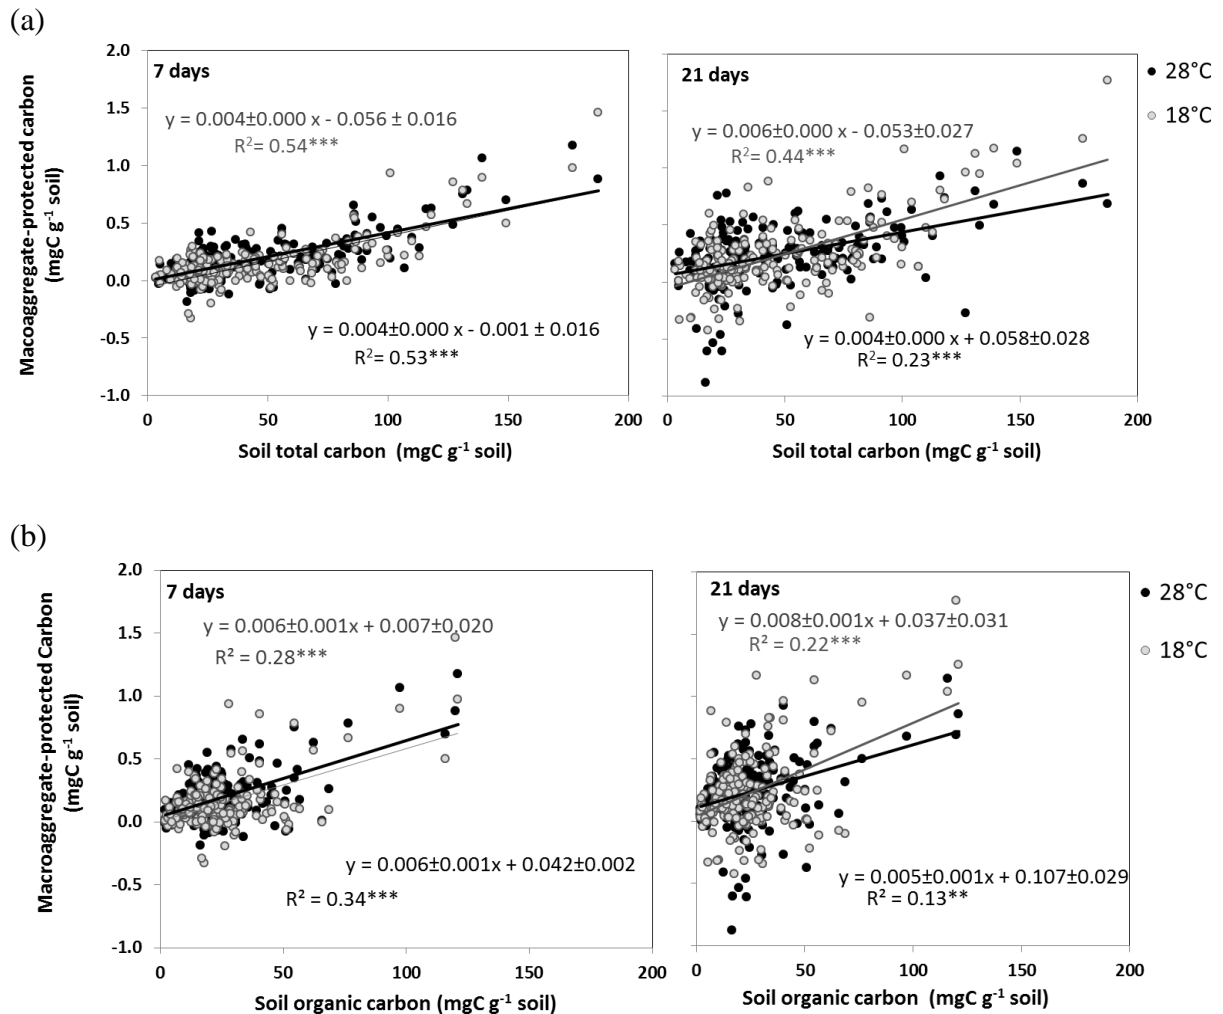 (a)
Macoaggregate-protected carbon
(mgC g⁻¹ soil)
2.0
1.5
1.0
0.5
0.0
-0.5
-1.0
7 days
y = 0.004±0.000 x - 0.056 ± 0.016
R²= 0.54***
y = 0.004±0.000 x - 0.001 ± 0.016
R²= 0.53***
0 50 100 150 200
Soil total carbon (mgC g⁻¹ soil)
21 days
y = 0.006±0.000 x - 0.053±0.027
R²= 0.44***
y = 0.004±0.000 x + 0.058±0.028
R²= 0.23***
0 50 100 150 200
Soil total carbon (mgC g⁻¹ soil)
28°C
18°C
(b)
Macroaggregate-protected Carbon
(mgC g⁻¹ soil)
2.0
1.5
1.0
0.5
0.0
-0.5
-1.0
7 days
y = 0.006±0.001x + 0.007±0.020
R² = 0.28***
y = 0.006±0.001x + 0.042±0.002
R² = 0.34***
0 50 100 150 200
Soil organic carbon (mgC g⁻¹ soil)
21 days
y = 0.008±0.001x + 0.037±0.031
R² = 0.22***
y = 0.005±0.001x + 0.107±0.029
R² = 0.13**
0 50 100 150 200
Soil organic carbon (mgC g⁻¹ soil)
28°C
18°C